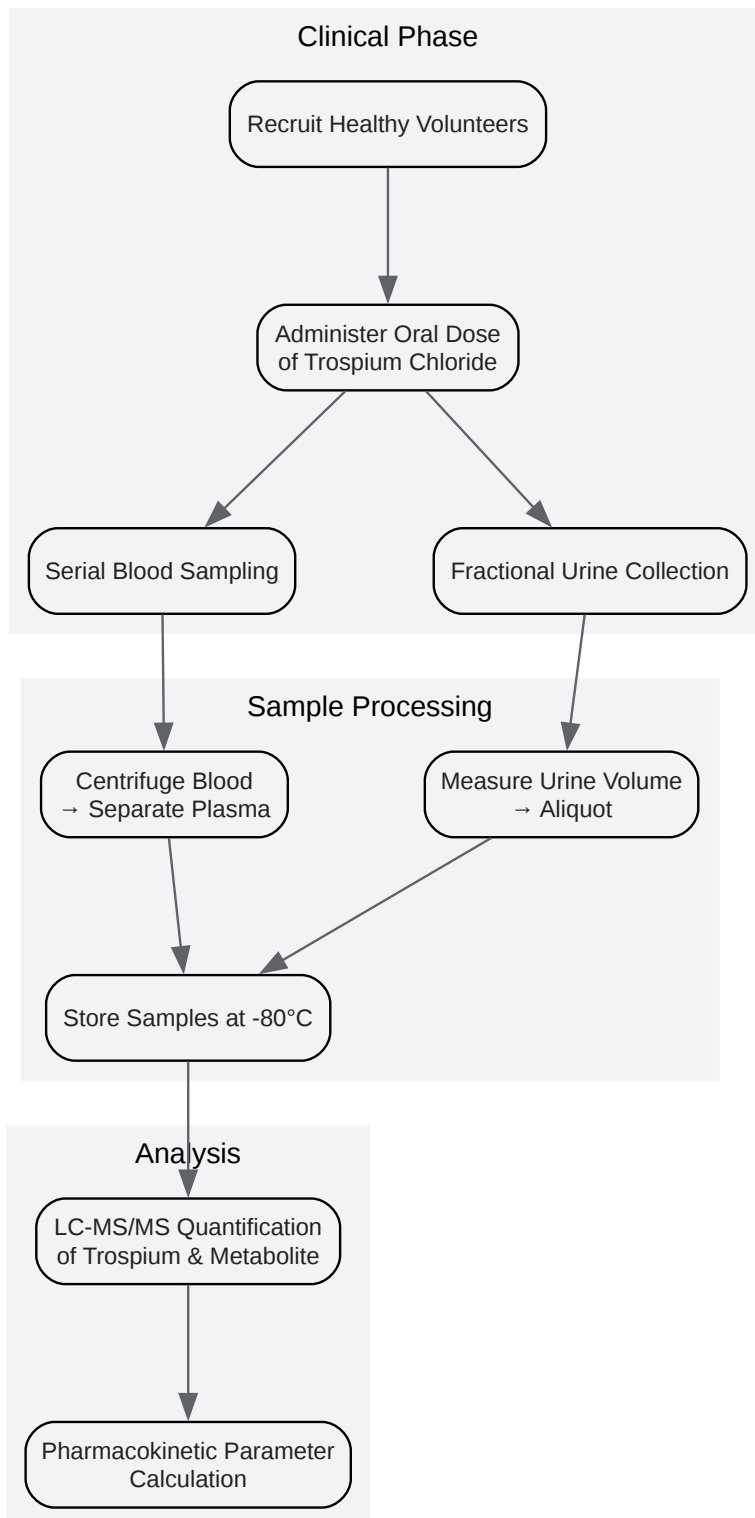 Clinical Phase
Recruit Healthy Volunteers
Administer Oral Dose
of Trospium Chloride
Serial Blood Sampling
Fractional Urine Collection
Sample Processing
Centrifuge Blood
→ Separate Plasma
Measure Urine Volume
→ Aliquot
Store Samples at -80°C
Analysis
LC-MS/MS Quantification
of Trospium & Metabolite
Pharmacokinetic Parameter
Calculation